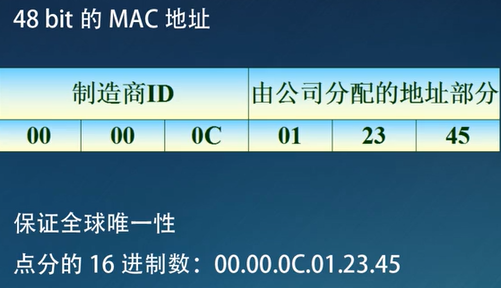 48 bit 的 MAC 地址
制造商ID 由公司分配的地址部分
00 00 0C 01 23 45
保证全球唯一性
点分的 16 进制数：00.00.0C.01.23.45